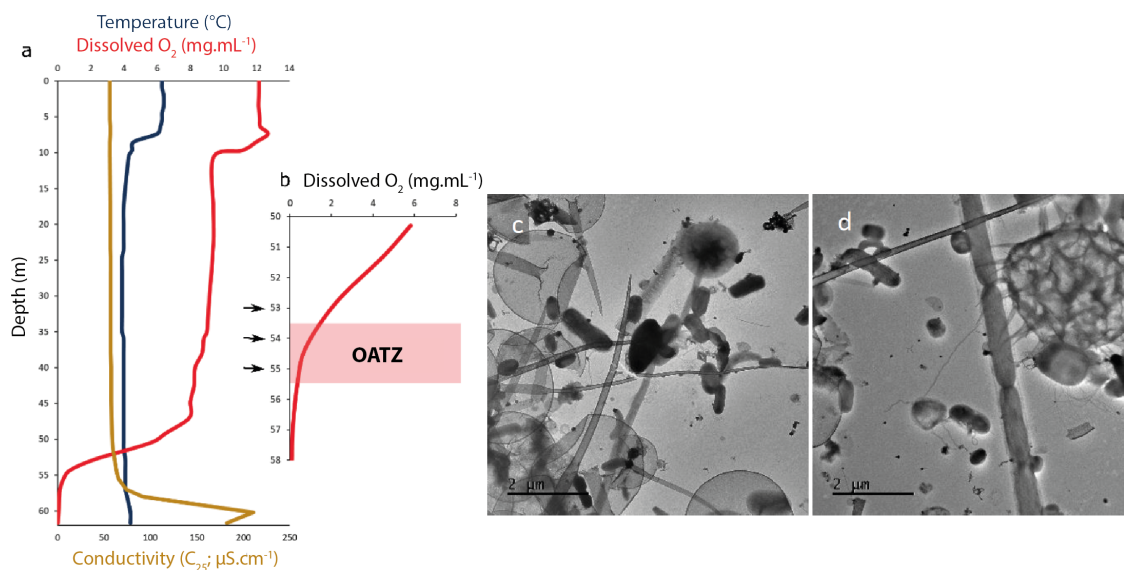 Temperature (°C)
a
Dissolved O₂ (mg.mL⁻¹)
0 2 4 6 8 10 12 14
0
5
10
15
20
25
30
35
40
45
50
55
60
Depth (m)
0 50 100 150 200 250
Conductivity (C₂₅; µS.cm⁻¹)
b Dissolved O₂ (mg.mL⁻¹)
0 2 4 6 8
50
51
52
53
54
55
56
57
58
OATZ
c
2 µm
d
2 µm